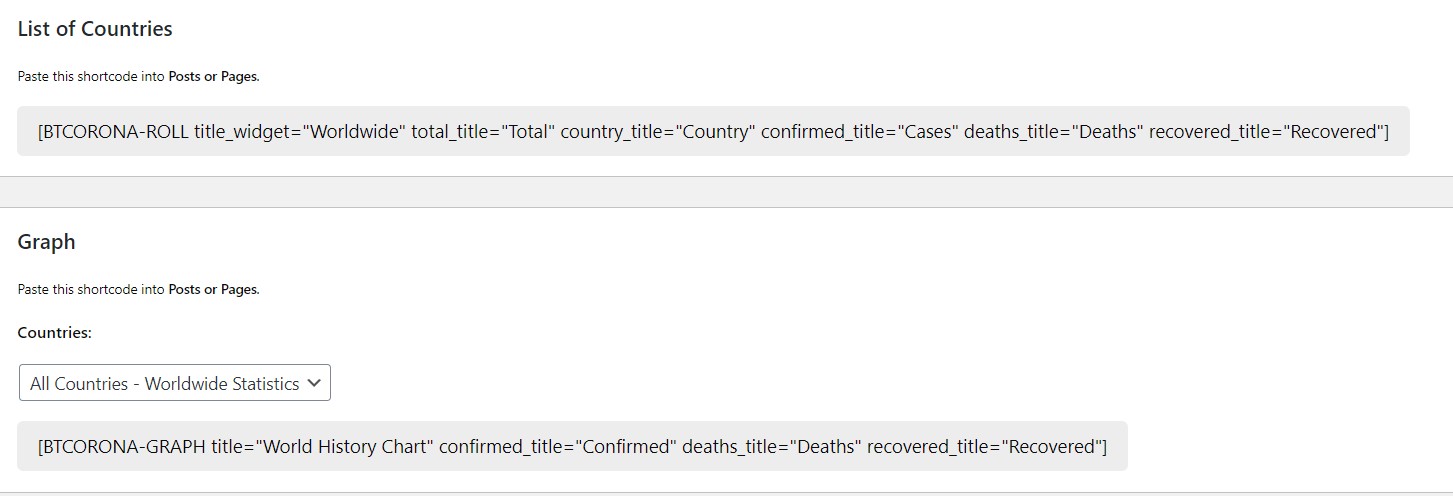 List of Countries
Paste this shortcode into Posts or Pages.
[BTCORONA-ROLL title_widget="Worldwide" total_title="Total" country_title="Country" confirmed_title="Cases" deaths_title="Deaths" recovered_title="Recovered"]
Graph
Paste this shortcode into Posts or Pages.
Countries:
All Countries - Worldwide Statistics
[BTCORONA-GRAPH title="World History Chart" confirmed_title="Confirmed" deaths_title="Deaths" recovered_title="Recovered"]